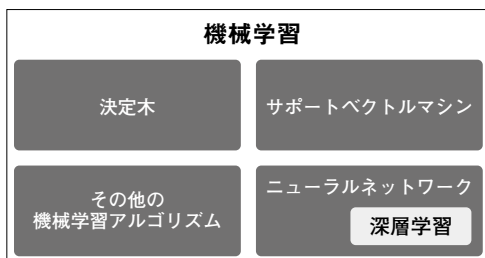 機械学習
決定木
サポートベクトルマシン
その他の
機械学習アルゴリズム
ニューラルネットワーク
深層学習